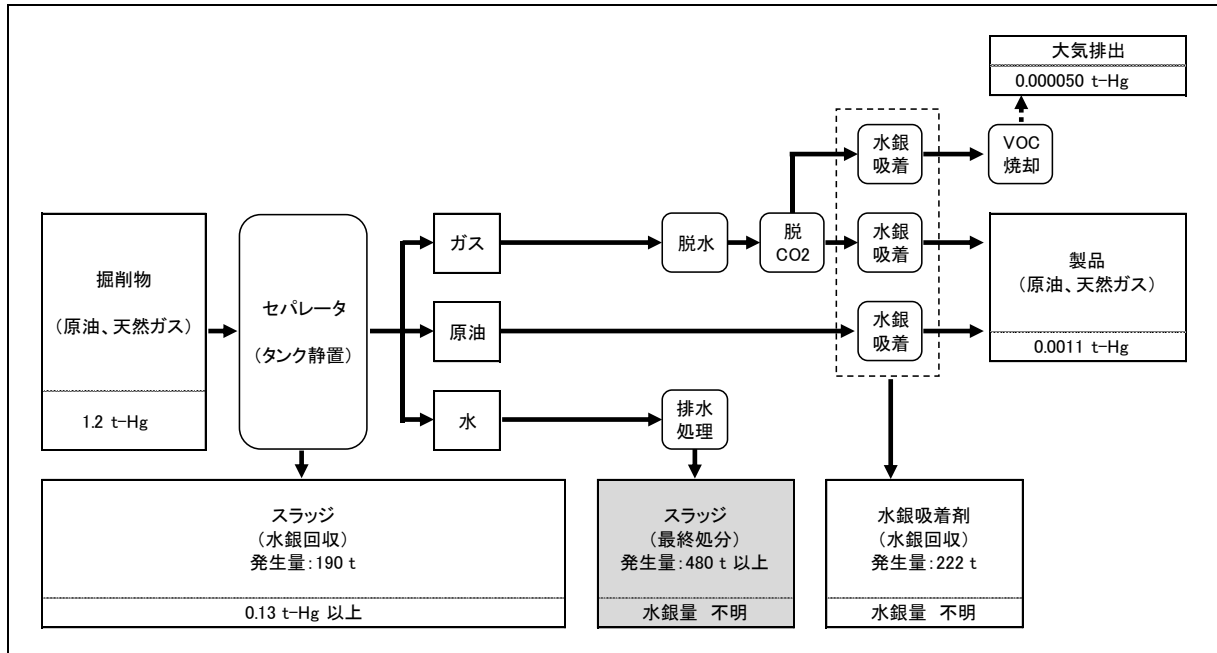 大気排出
0.000050 t-Hg
水銀
吸着
VOC
焼却
掘削物
(原油、天然ガス)
1.2 t-Hg
セパレータ
(タンク静置)
ガス
脱水
脱
CO2
水銀
吸着
原油
水銀
吸着
製品
(原油、天然ガス)
0.0011 t-Hg
水
排水
処理
スラッジ
(水銀回収)
発生量:190 t
0.13 t-Hg 以上
スラッジ
(最終処分)
発生量:480 t 以上
水銀量 不明
水銀吸着剤
(水銀回収)
発生量:222 t
水銀量 不明